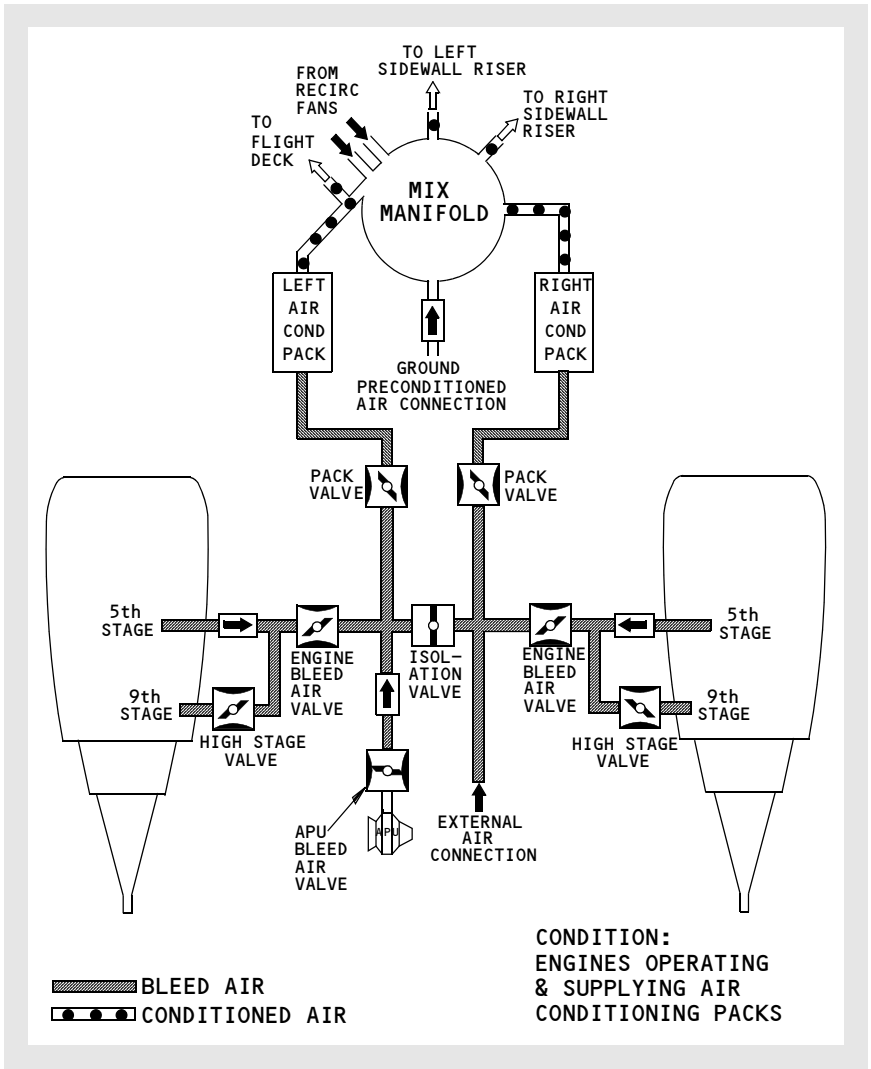 TO LEFT
SIDEWALL RISER
FROM
RECIRC
FANS
TO RIGHT
SIDEWALL
RISER
TO
FLIGHT
DECK
MIX
MANIFOLD
LEFT
AIR
COND
PACK
RIGHT
AIR
COND
PACK
GROUND
PRECONDITIONED
AIR CONNECTION
PACK
VALVE
PACK
VALVE
5th
STAGE
9th
STAGE
HIGH STAGE
VALVE
ENGINE
BLEED
AIR
VALVE
ISOL–
ATION
VALVE
ENGINE
BLEED
AIR
VALVE
5th
STAGE
9th
STAGE
HIGH STAGE
VALVE
APU
APU
BLEED
AIR
VALVE
EXTERNAL
AIR
CONNECTION
BLEED AIR
CONDITIONED AIR
CONDITION:
ENGINES OPERATING
& SUPPLYING AIR
CONDITIONING PACKS